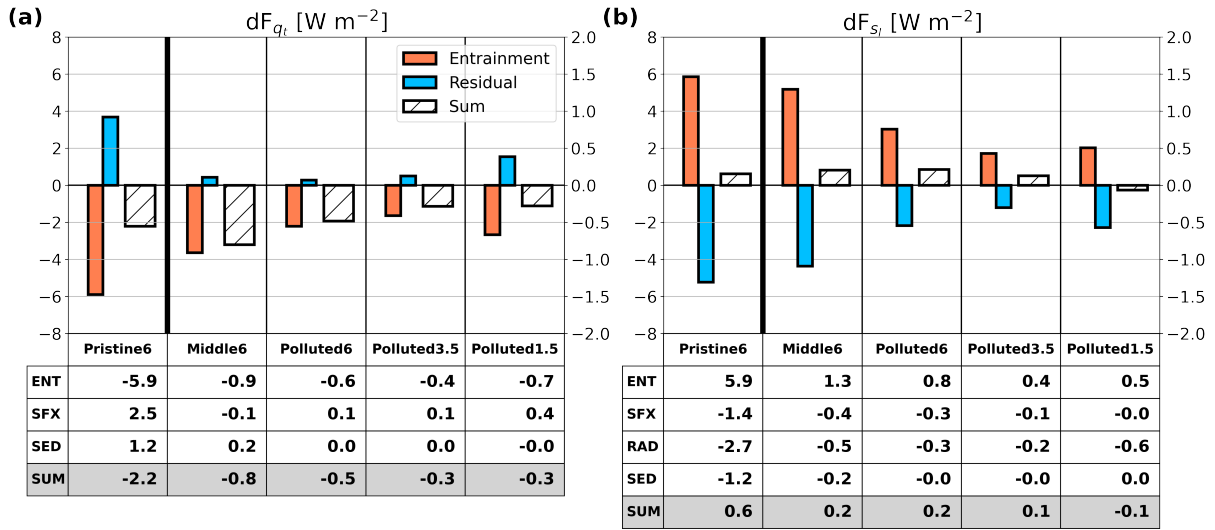 (a)
dF_{q_t} [W m^{-2}]
8
6
4
2
0
−2
−4
−6
−8
2.0
1.5
1.0
0.5
0.0
−0.5
−1.0
−1.5
−2.0
Entrainment
Residual
Sum
Pristine6 Middle6 Polluted6 Polluted3.5 Polluted1.5
ENT -5.9 -0.9 -0.6 -0.4 -0.7
SFX 2.5 -0.1 0.1 0.1 0.4
SED 1.2 0.2 0.0 0.0 -0.0
SUM -2.2 -0.8 -0.5 -0.3 -0.3
(b)
dF_{s_l} [W m^{-2}]
8
6
4
2
0
−2
−4
−6
−8
2.0
1.5
1.0
0.5
0.0
−0.5
−1.0
−1.5
−2.0
Pristine6 Middle6 Polluted6 Polluted3.5 Polluted1.5
ENT 5.9 1.3 0.8 0.4 0.5
SFX -1.4 -0.4 -0.3 -0.1 -0.0
RAD -2.7 -0.5 -0.3 -0.2 -0.6
SED -1.2 -0.2 -0.0 -0.0 0.0
SUM 0.6 0.2 0.2 0.1 -0.1